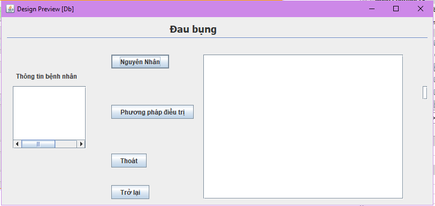 Design Preview [Db]
Đau bụng
Nguyên Nhân
Thông tin bệnh nhân
Phương pháp điều trị
Thoát
Trở lại